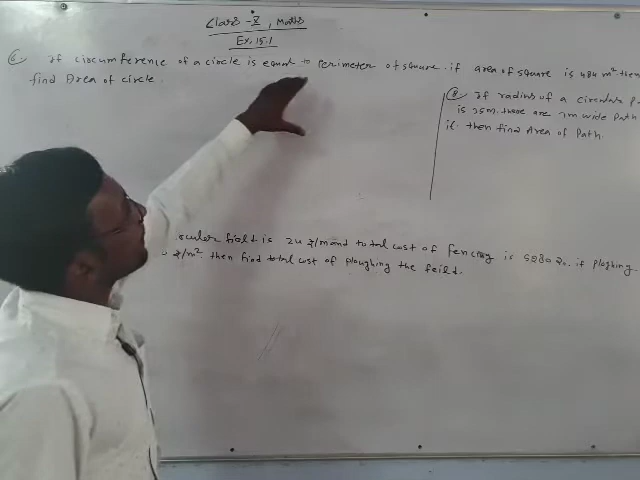 Class-X, Maths
Ex. 15.1
6 If circumference of a circle is equal to perimeter of square. if area of square is 484 m² then
find Area of circle.
8 If radius of a circular
is 25m. there are 7m wide Path
it. then find Area of Path.
field is 24 ₹/m and total cost of fencing is 5280 ₹. if ploughing
₹/m². then find total cost of ploughing the feild.